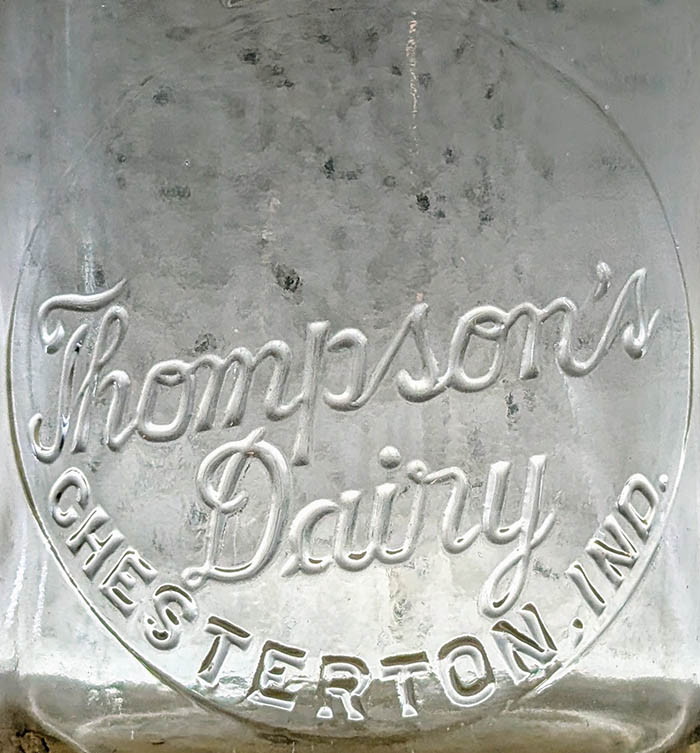 Thompson's
Dairy
CHESTERTON, IND.